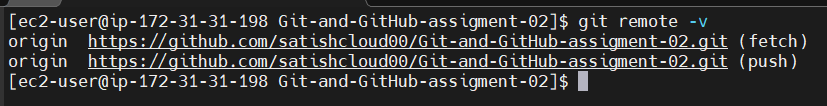 [ec2-user@ip-172-31-31-198 Git-and-GitHub-assigment-02]$ git remote -v
origin  https://github.com/satishcloud00/Git-and-GitHub-assigment-02.git (fetch)
origin  https://github.com/satishcloud00/Git-and-GitHub-assigment-02.git (push)
[ec2-user@ip-172-31-31-198 Git-and-GitHub-assigment-02]$